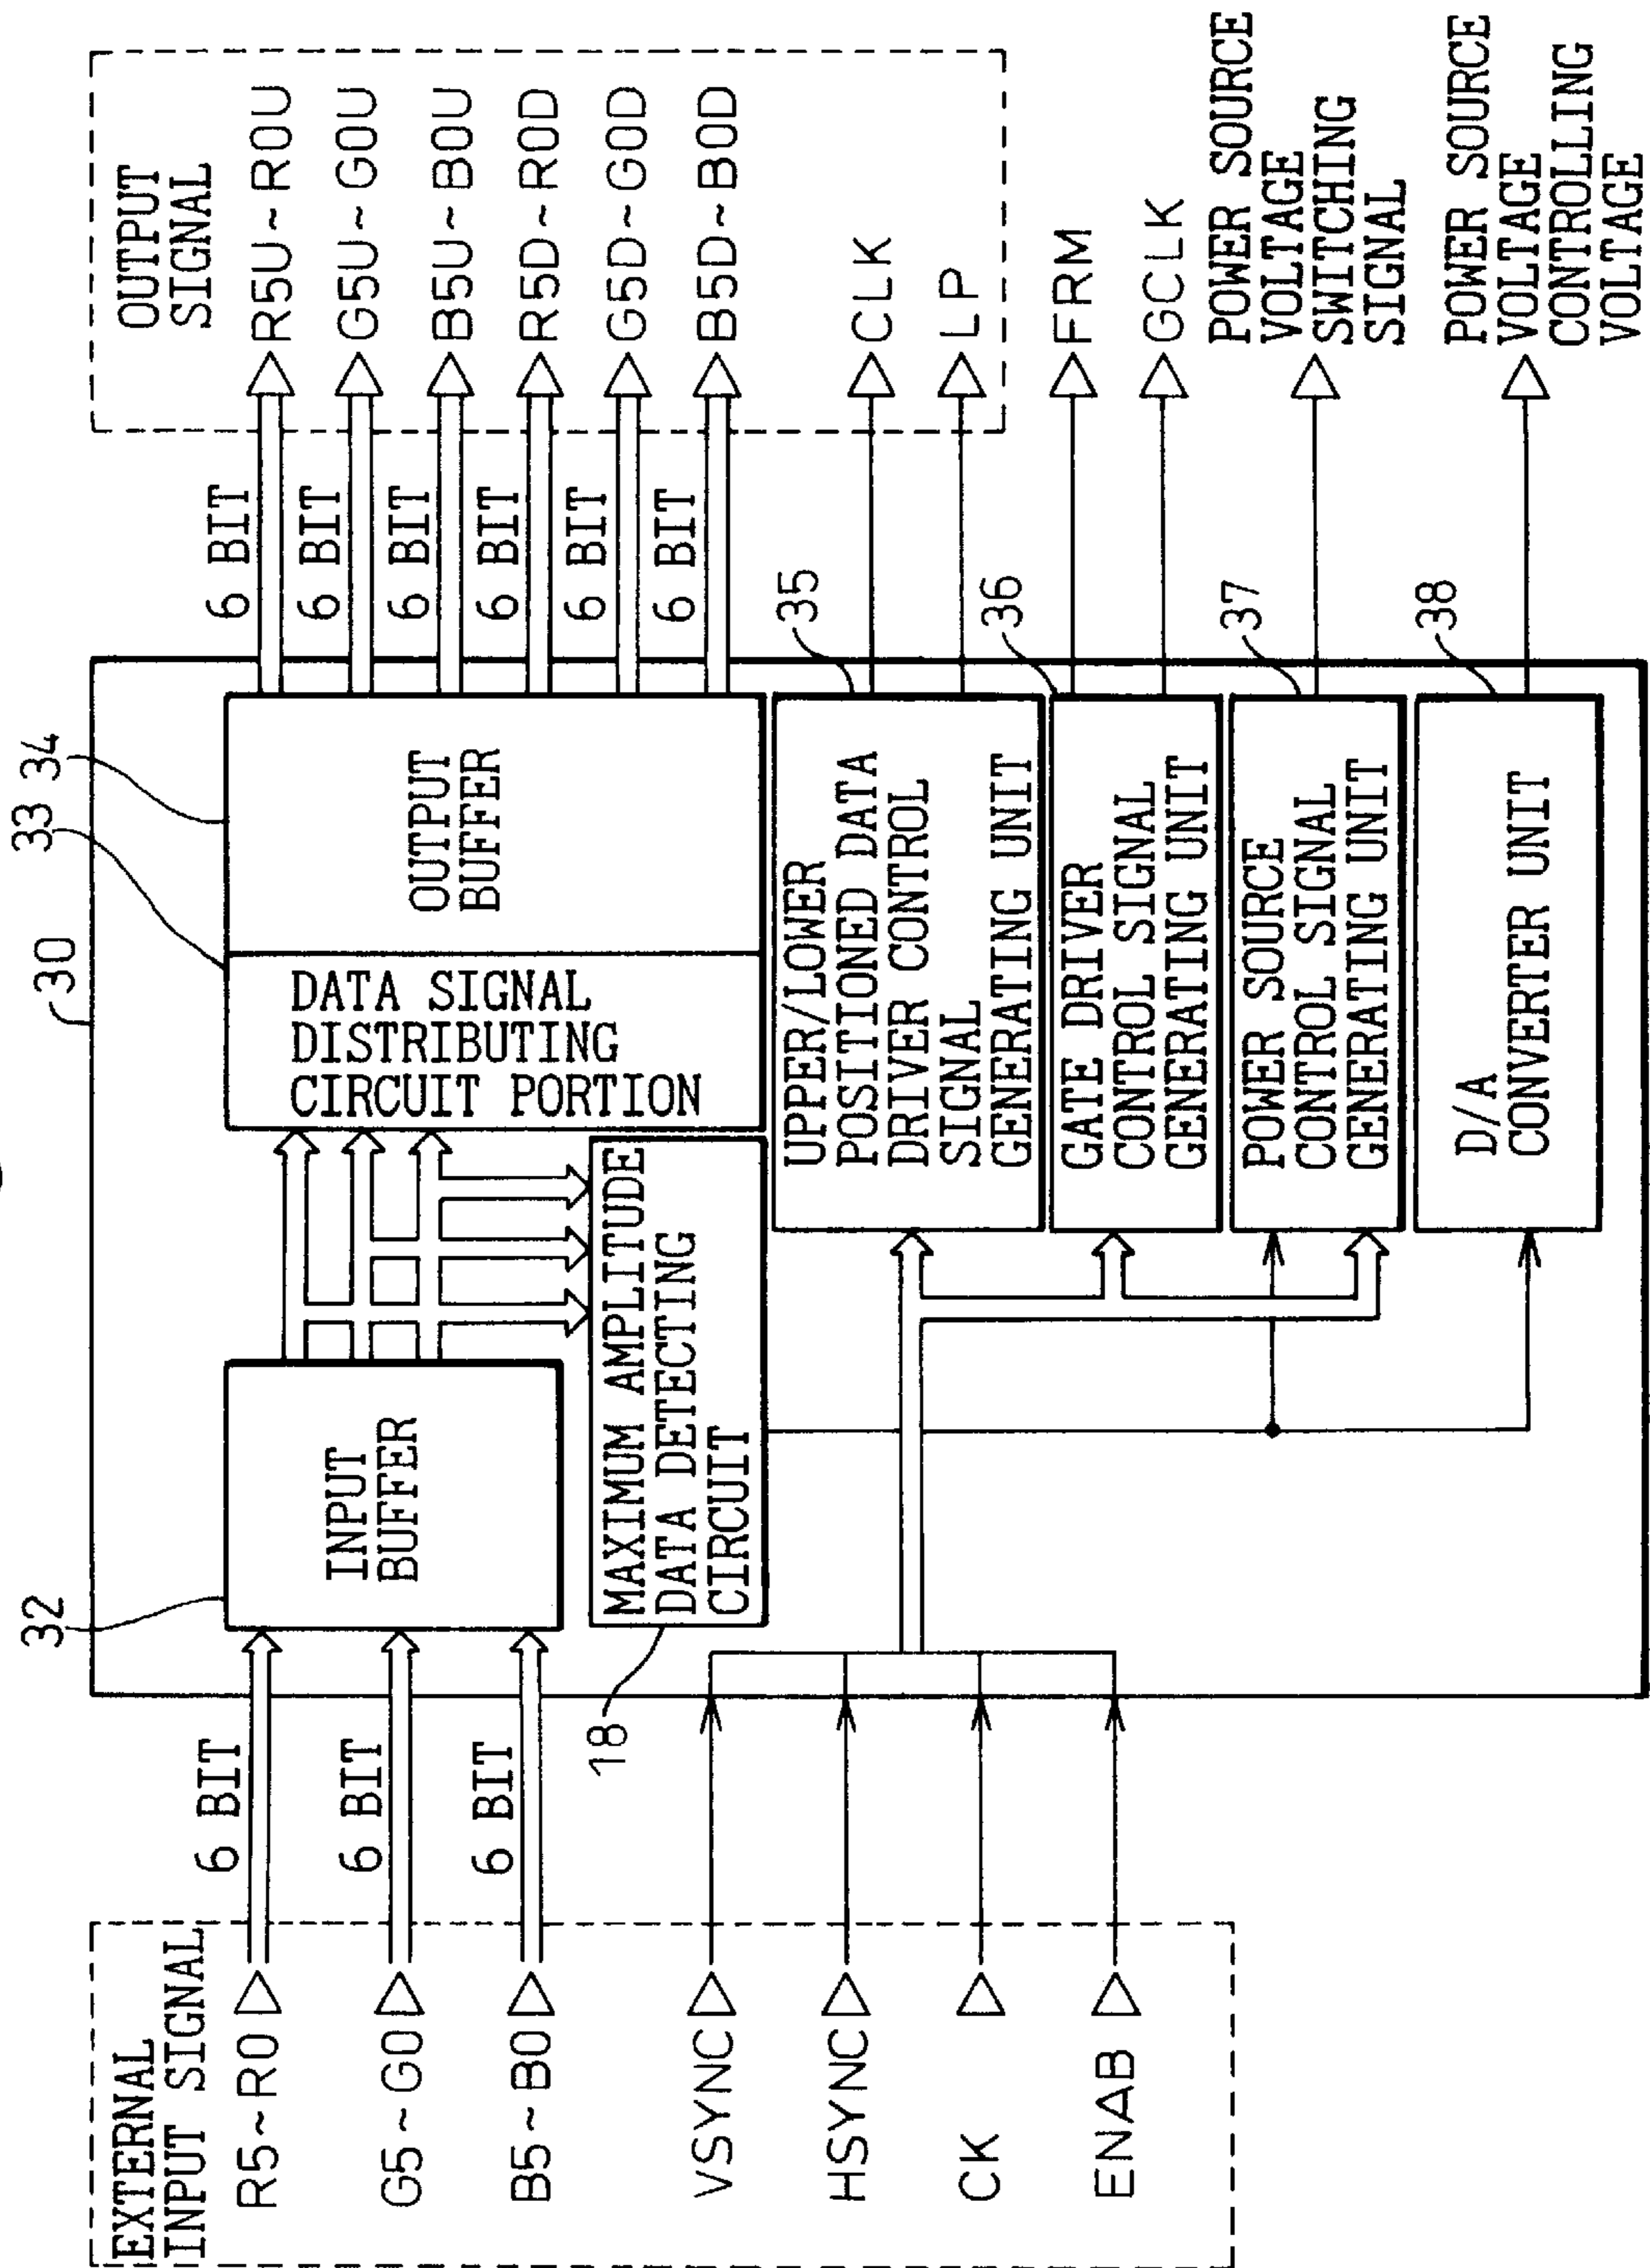 30
33
34
32
18
35
36
37
38
EXTERNAL
INPUT SIGNAL
R5~R0
G5~G0
B5~B0
VSYNC
HSYNC
CK
ENAB
6 BIT
6 BIT
6 BIT
INPUT
BUFFER
MAXIMUM AMPLITUDE
DATA DETECTING
CIRCUIT
DATA SIGNAL
DISTRIBUTING
CIRCUIT PORTION
OUTPUT
BUFFER
UPPER/LOWER
POSITIONED DATA
DRIVER CONTROL
SIGNAL
GENERATING UNIT
GATE DRIVER
CONTROL SIGNAL
GENERATING UNIT
POWER SOURCE
CONTROL SIGNAL
GENERATING UNIT
D/A
CONVERTER UNIT
6 BIT
6 BIT
6 BIT
6 BIT
6 BIT
6 BIT
OUTPUT
SIGNAL
R5U~R0U
G5U~G0U
B5U~B0U
R5D~R0D
G5D~G0D
B5D~B0D
CLK
LP
FRM
GCLK
POWER SOURCE
VOLTAGE
SWITCHING
SIGNAL
POWER SOURCE
VOLTAGE
CONTROLLING
VOLTAGE